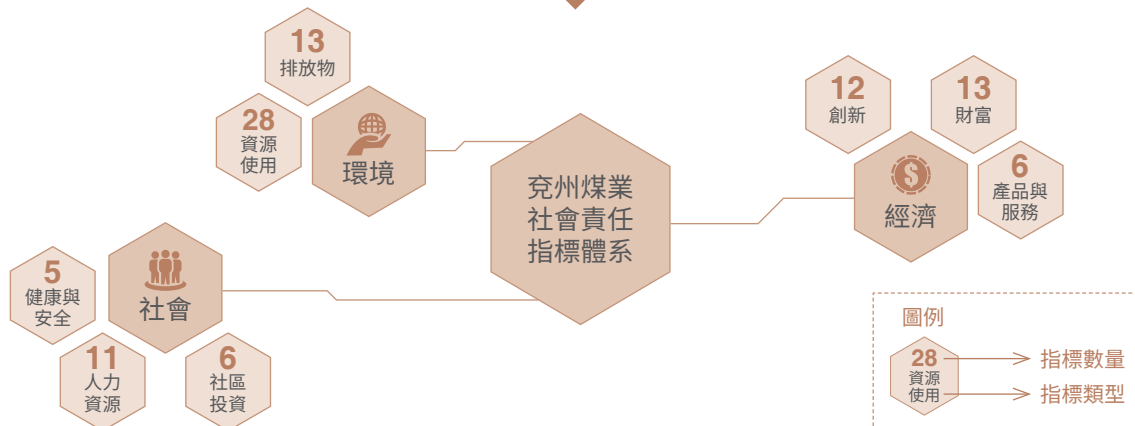 13
排放物
28
資源
使用
環境
12
創新
13
財富
6
產品與
服務
經濟
兗州煤業
社會責任
指標體系
5
健康與
安全
社會
11
人力
資源
6
社區
投資
圖例
28
資源
使用
指標數量
指標類型